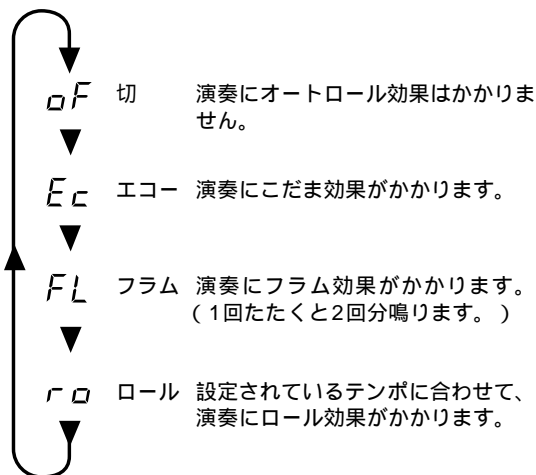 oF 切 演奏にオートロール効果はかかりま
せん。
Ec エコー 演奏にこだま効果がかかります。
FL フラム 演奏にフラム効果がかかります。
(1回たたくと2回分鳴ります。)
ro ロール 設定されているテンポに合わせて、
演奏にロール効果がかかります。